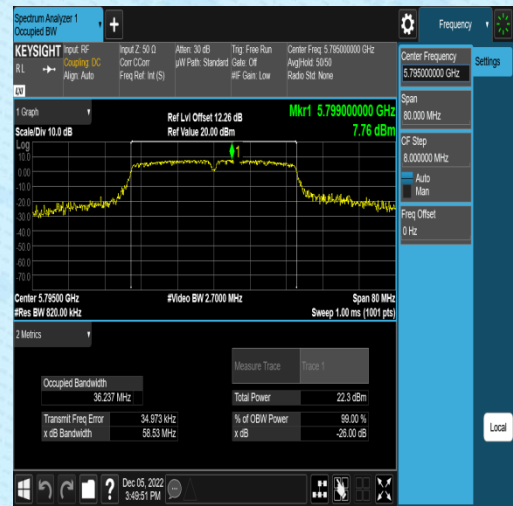 Spectrum Analyzer 1
Occupied BW
+
Frequency
KEYSIGHT Input: RF Input Z: 50 Ω Atten: 30 dB Trig: Free Run Center Freq: 5.795000000 GHz
RL Coupling: DC Corr CCorr µW Path: Standard Gate: Off Avg|Hold: 50/50
Align: Auto Freq Ref: Int (S) #IF Gain: Low Radio Std: None
LXI
Center Frequency
5.795000000 GHz
Settings
Span
80.000 MHz
CF Step
8.000000 MHz
Auto
Man
Freq Offset
0 Hz
1 Graph
Ref Lvl Offset 12.26 dB
Mkr1 5.799000000 GHz
Scale/Div 10.0 dB
Ref Value 20.00 dBm
7.76 dBm
Log
10.0
0.00
-10.0
-20.0
-30.0
-40.0
-50.0
-60.0
-70.0
1
Center 5.79500 GHz
#Video BW 2.7000 MHz
Span 80 MHz
#Res BW 820.00 kHz
Sweep 1.00 ms (1001 pts)
2 Metrics
Measure Trace Trace 1
Occupied Bandwidth
36.237 MHz
Total Power 22.3 dBm
Transmit Freq Error 34.973 kHz
% of OBW Power 99.00 %
x dB Bandwidth 58.53 MHz
x dB -26.00 dB
Local
?
Dec 05, 2022
3:49:51 PM